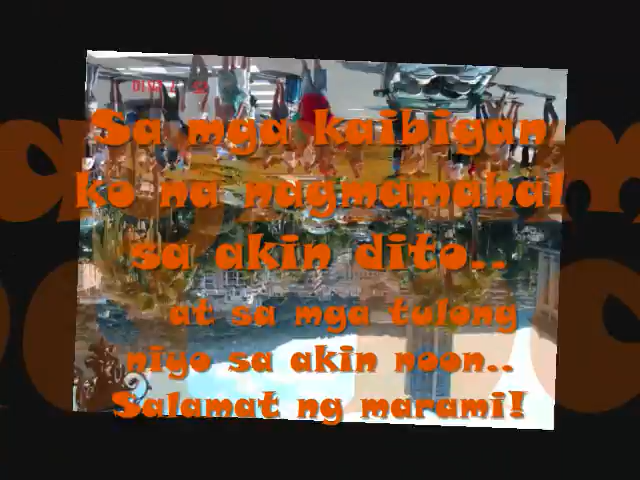 Sa mga kaibigan
ko na nagmamahal
sa akin dito..
at sa mga tulong
niyo sa akin noon..
Salamat ng marami!